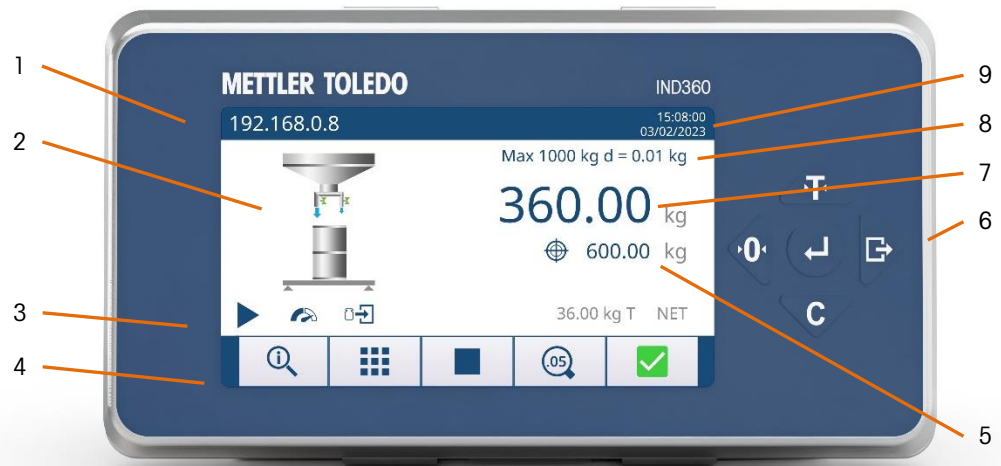 METTLER TOLEDO
IND360
192.168.0.8
15:08:00
03/02/2023
Max 1000 kg d = 0.01 kg
360.00 kg
600.00 kg
36.00 kg T NET
.05
T
0
C
1
2
3
4
5
6
7
8
9